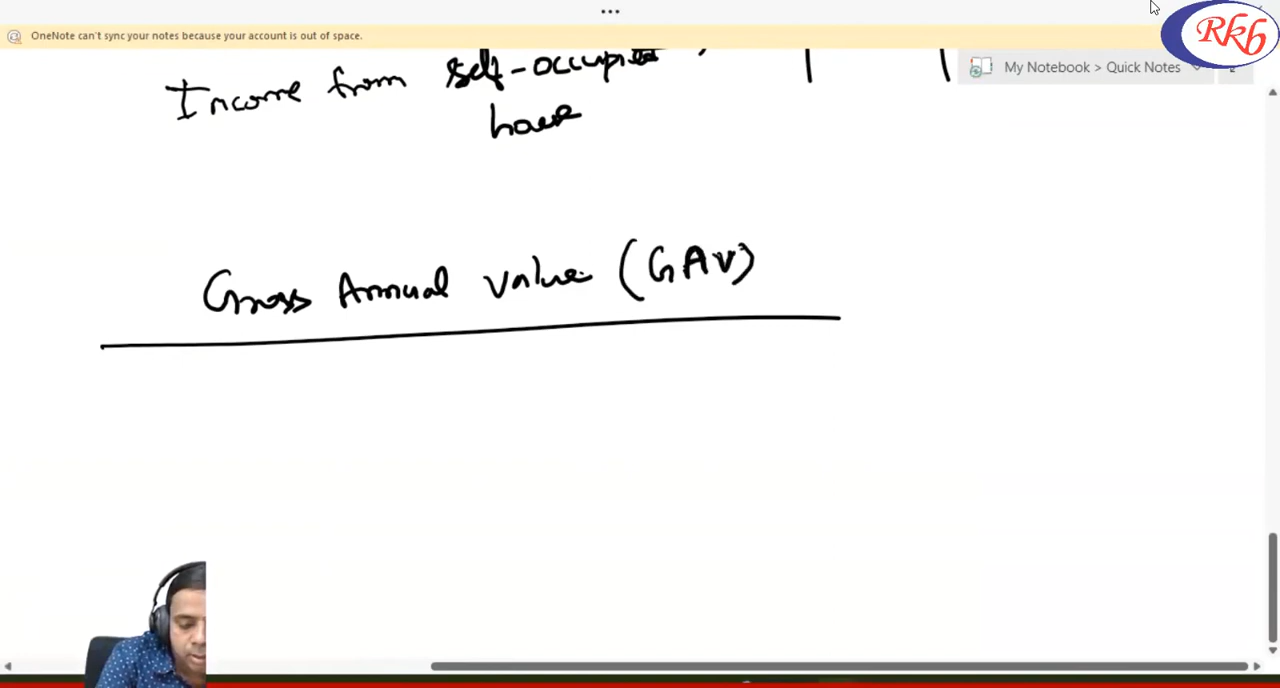 ...
OneNote can't sync your notes because your account is out of space.
Rkb
My Notebook > Quick Notes
Income from self-occupied
house
Gross Annual value (GAV)